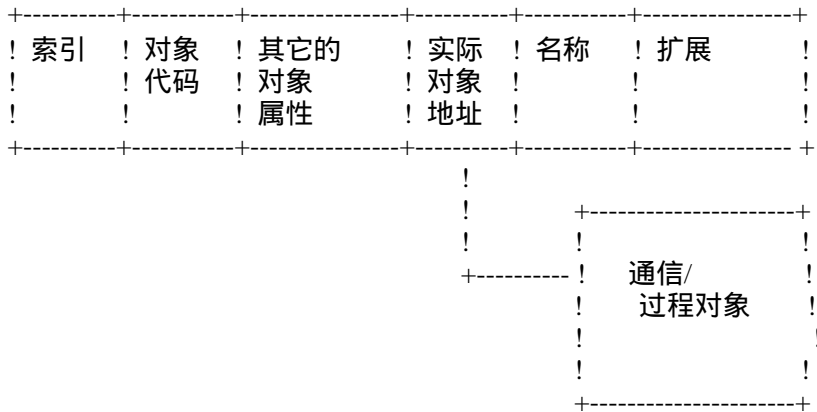 +----------+-----------+----------------+----------+-----------+-----------------+
! 索引 ! 对象 ! 其它的 ! 实际 ! 名称 ! 扩展 !
! ! 代码 ! 对象 ! 对象 ! ! !
! ! ! 属性 ! 地址 ! ! !
+----------+-----------+----------------+----------+-----------+---------------- +
!
! +----------------------+
! ! !
+----------- ! 通信/ !
! 过程对象 !
! !
! !
+----------------------+